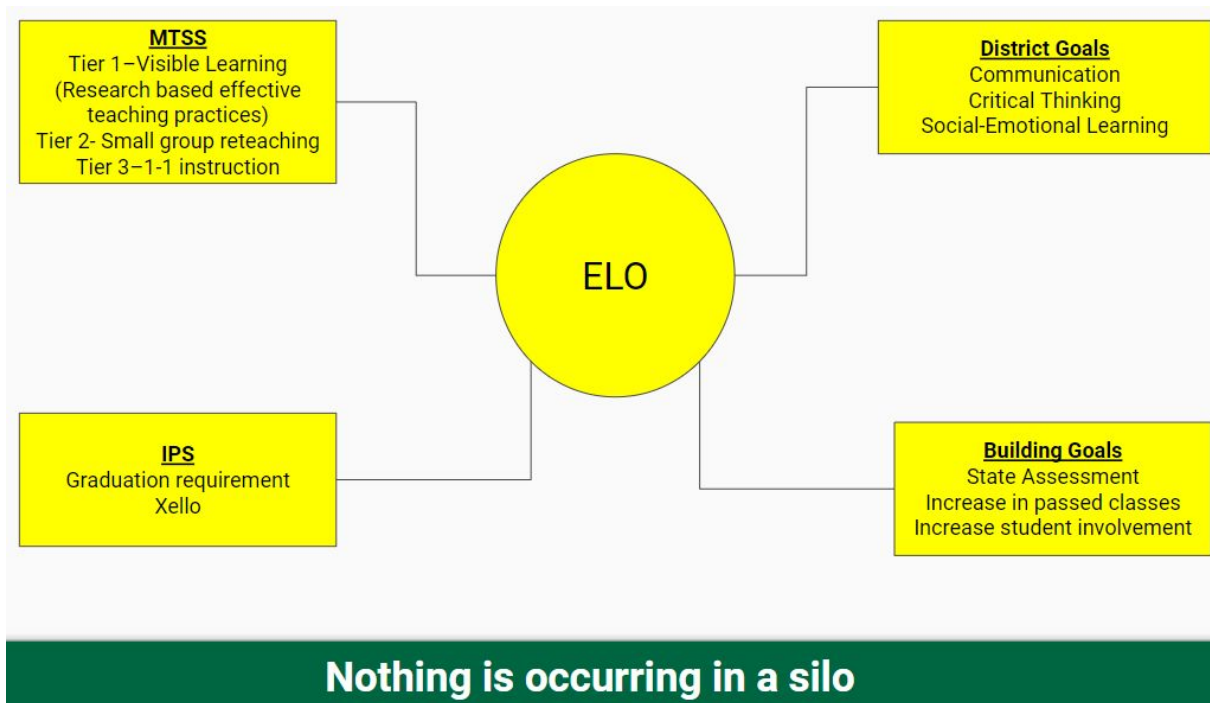 MTSS
Tier 1–Visible Learning
(Research based effective
teaching practices)
Tier 2- Small group reteaching
Tier 3–1-1 instruction
District Goals
Communication
Critical Thinking
Social-Emotional Learning
ELO
IPS
Graduation requirement
Xello
Building Goals
State Assessment
Increase in passed classes
Increase student involvement
Nothing is occurring in a silo